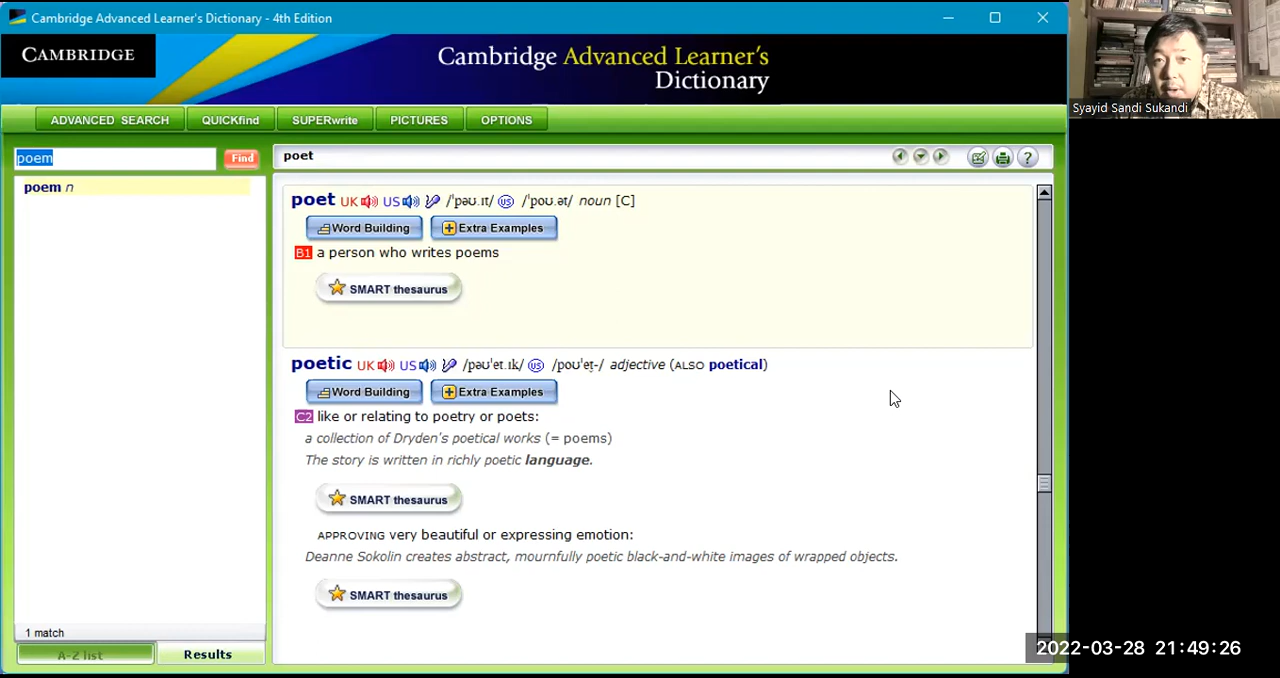 Cambridge Advanced Learner's Dictionary - 4th Edition
CAMBRIDGE
Cambridge Advanced Learner's
Dictionary
ADVANCED SEARCH QUICKfind SUPERwrite PICTURES OPTIONS
poem Find
poem n
1 match
A-Z list Results
poet
?
poet UK US /ˈpəʊ.ɪt/ US /ˈpoʊ.ət/ noun [C]
Word Building Extra Examples
B1 a person who writes poems
SMART thesaurus
poetic UK US /pəʊˈet.ɪk/ US /poʊˈet̬-/ adjective (ALSO poetical)
Word Building Extra Examples
C2 like or relating to poetry or poets:
a collection of Dryden's poetical works (= poems)
The story is written in richly poetic language.
SMART thesaurus
APPROVING very beautiful or expressing emotion:
Deanne Sokolin creates abstract, mournfully poetic black-and-white images of wrapped objects.
SMART thesaurus
Syayid Sandi Sukandi
2022-03-28 21:49:26